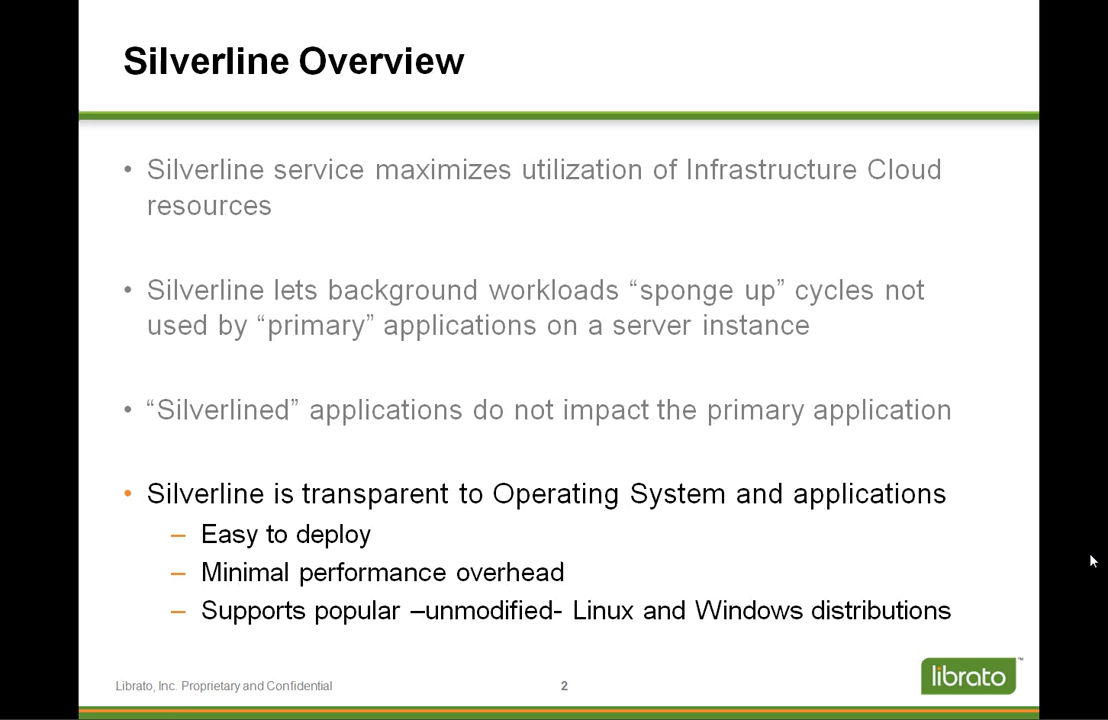 Silverline Overview
• Silverline service maximizes utilization of Infrastructure Cloud
resources
• Silverline lets background workloads “sponge up” cycles not
used by “primary” applications on a server instance
• “Silverlined” applications do not impact the primary application
• Silverline is transparent to Operating System and applications
– Easy to deploy
– Minimal performance overhead
– Supports popular –unmodified- Linux and Windows distributions
Librato, Inc. Proprietary and Confidential
2
librato™